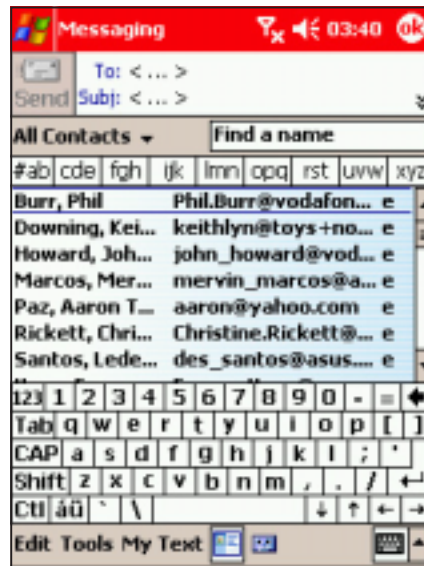 Messaging 03:40 ok
To: < ... >
Send Subj: < ... >
All Contacts Find a name
#ab cde fgh ijk lmn opq rst uvw xyz
Burr, Phil Phil.Burr@vodafon... e
Downing, Kei... keithlyn@toys+no... e
Howard, Joh... john_howard@vod... e
Marcos, Mer... mervin_marcos@a... e
Paz, Aaron T... aaron@yahoo.com e
Rickett, Chri... Christine.Rickett@... e
Santos, Lede... des_santos@asus.... e
123 1 2 3 4 5 6 7 8 9 0 - =
Tab q w e r t y u i o p [ ]
CAP a s d f g h j k l ; '
Shift z x c v b n m , . /
Ctl áü ` \
Edit Tools My Text